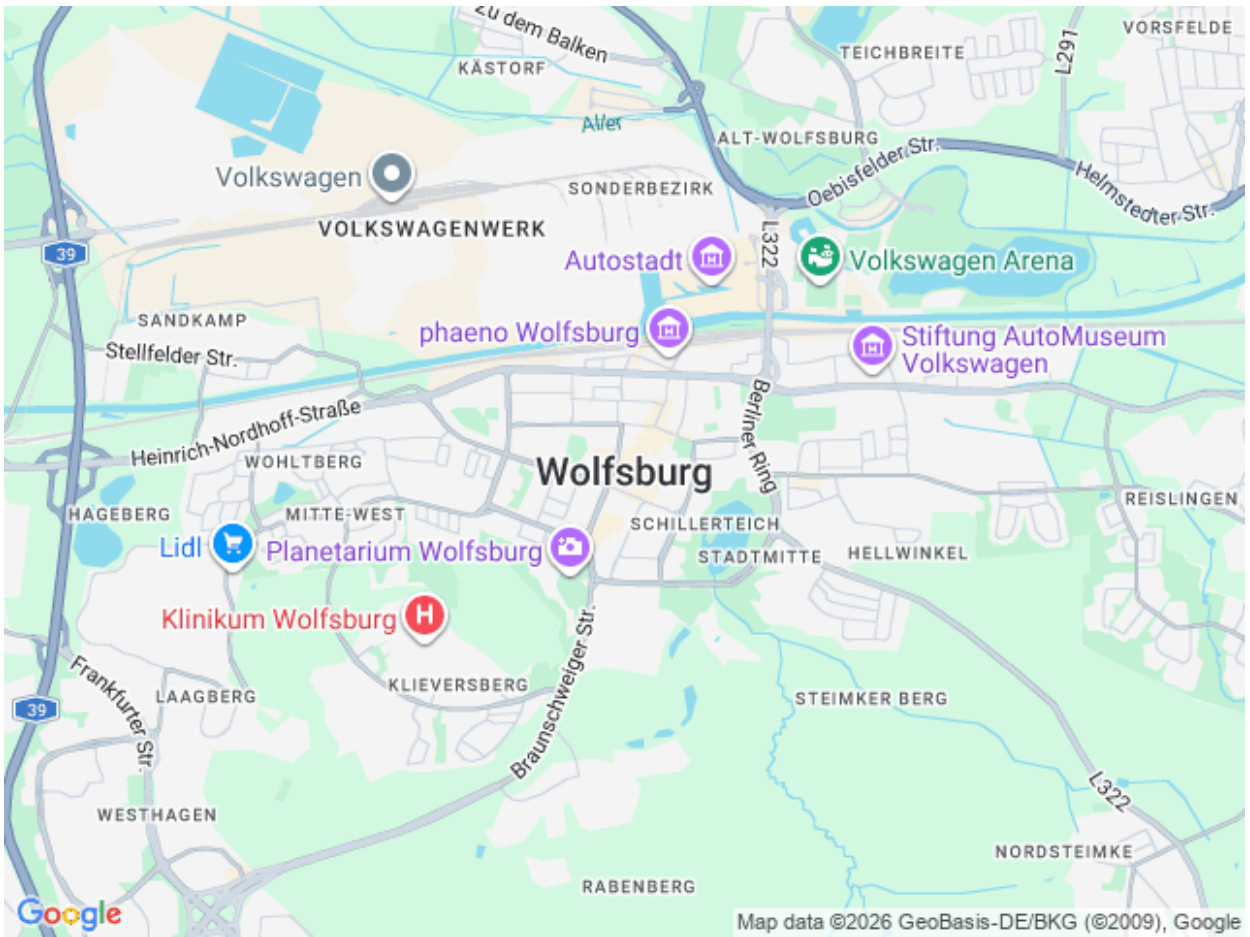 Zu dem Balken
VORSFELDE
TEICHBREITE
L291
KÄSTORF
Aller
ALT-WOLFSBURG
Oebisfelder Str.
Helmstedter Str.
Volkswagen
SONDERBEZIRK
VOLKSWAGENWERK
L322
39
Autostadt
Volkswagen Arena
SANDKAMP
phaeno Wolfsburg
Stiftung AutoMuseum
Volkswagen
Stellfelder Str.
Heinrich-Nordhoff-Straße
Berliner Ring
WOHLTBERG
Wolfsburg
REISLINGEN
HAGEBERG
MITTE-WEST
SCHILLERTEICH
Lidl
Planetarium Wolfsburg
STADTMITTE
HELLWINKEL
Klinikum Wolfsburg
H
Braunschweiger Str.
Frankfurter Str.
LAAGBERG
KLIEVERSBERG
STEIMKER BERG
39
L322
WESTHAGEN
NORDSTEIMKE
RABENBERG
Google
Map data ©2026 GeoBasis-DE/BKG (©2009), Google